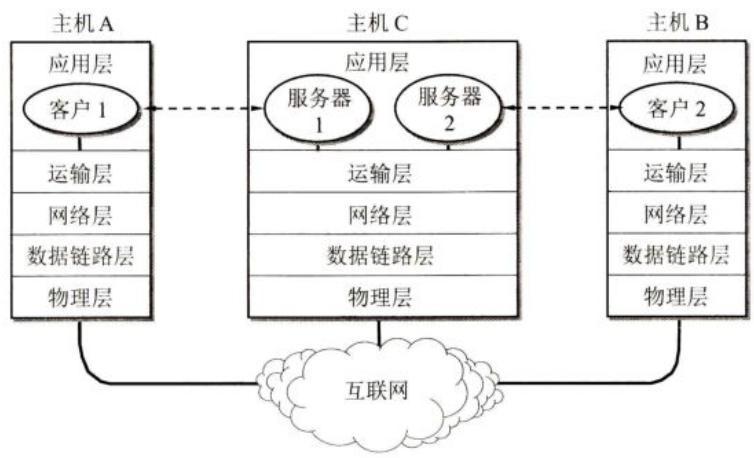 主机 A
主机 C
主机 B
应用层
应用层
应用层
客户 1
服务器
1
服务器
2
客户 2
运输层
运输层
运输层
网络层
网络层
网络层
数据链路层
数据链路层
数据链路层
物理层
物理层
物理层
互联网